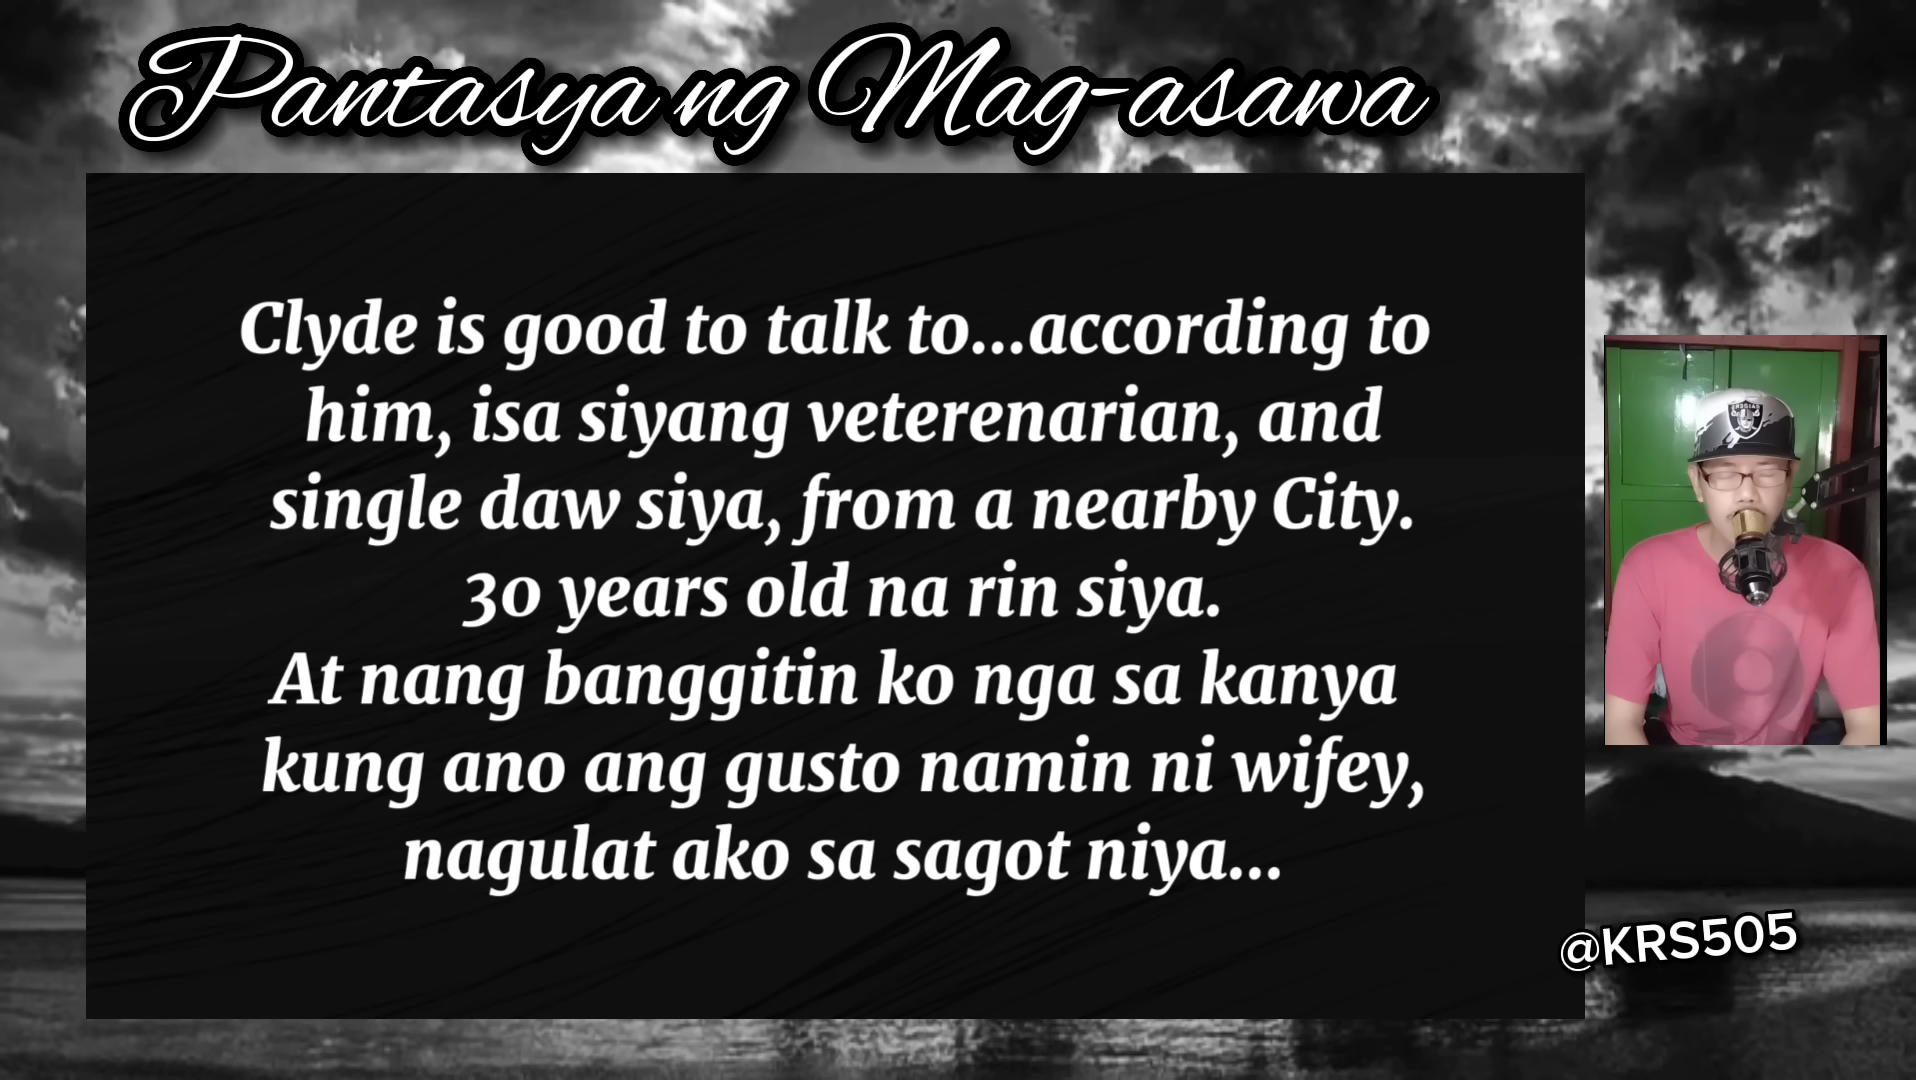 Pantasya ng Mag-asawa
Clyde is good to talk to...according to
him, isa siyang veterenarian, and
single daw siya, from a nearby City.
30 years old na rin siya.
At nang banggitin ko nga sa kanya
kung ano ang gusto namin ni wifey,
nagulat ako sa sagot niya...
RAIDERS
@KRS505